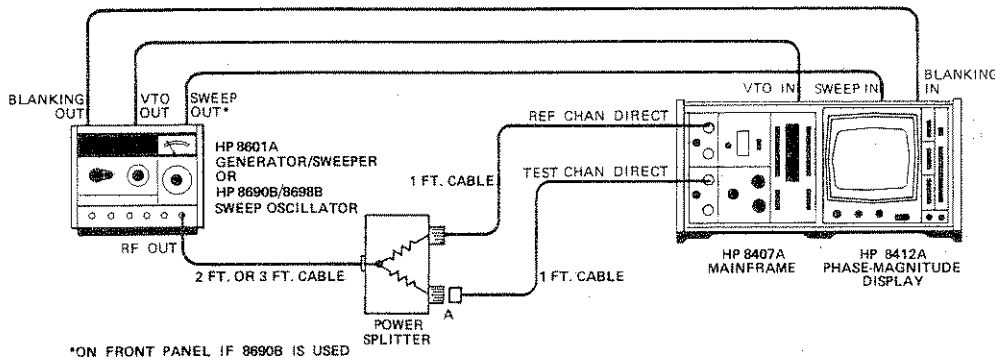 BLANKING
OUT
VTO
OUT
SWEEP
OUT*
HP 8601A
GENERATOR/SWEEPER
OR
HP 8690B/8698B
SWEEP OSCILLATOR
RF OUT
2 FT. OR 3 FT. CABLE
POWER
SPLITTER
A
1 FT. CABLE
REF CHAN DIRECT
TEST CHAN DIRECT
1 FT. CABLE
VTO IN
SWEEP IN
BLANKING
IN
HP 8407A
MAINFRAME
HP 8412A
PHASE-MAGNITUDE
DISPLAY
*ON FRONT PANEL IF 8690B IS USED